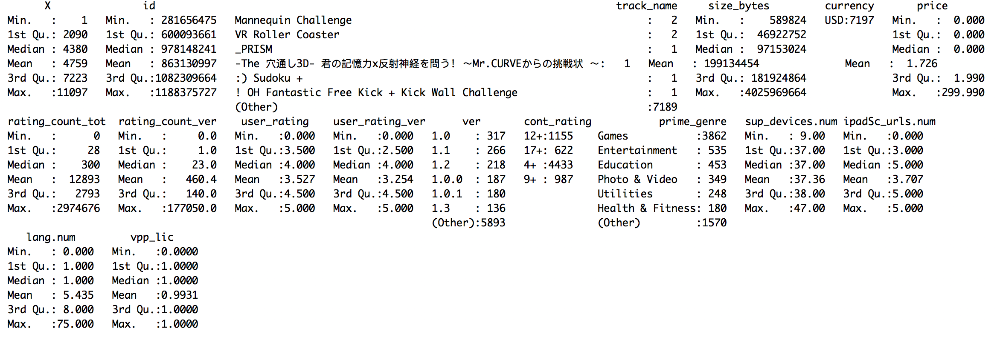 X id track_name size_bytes currency price
Min. : 1 Min. : 281656475 Mannequin Challenge : 2 Min. : 589824 USD:7197 Min. : 0.000
1st Qu.: 2090 1st Qu.: 600093661 VR Roller Coaster : 2 1st Qu.: 46922752 1st Qu.: 0.000
Median : 4380 Median : 978148241 _PRISM : 1 Median : 97153024 Median : 0.000
Mean : 4759 Mean : 863130997 -The 穴通し3D- 君の記憶力x反射神経を問う! ～Mr.CURVEからの挑戦状 ～: 1 Mean : 199134454 Mean : 1.726
3rd Qu.: 7223 3rd Qu.:1082309664 :) Sudoku + : 1 3rd Qu.: 181924864 3rd Qu.: 1.990
Max. :11097 Max. :1188375727 ! OH Fantastic Free Kick + Kick Wall Challenge : 1 Max. :4025969664 Max. :299.990
(Other) :7189
rating_count_tot rating_count_ver user_rating user_rating_ver ver cont_rating prime_genre sup_devices.num ipadSc_urls.num
Min. : 0 Min. : 0.0 Min. :0.000 Min. :0.000 1.0 : 317 12+:1155 Games :3862 Min. : 9.00 Min. :0.000
1st Qu.: 28 1st Qu.: 1.0 1st Qu.:3.500 1st Qu.:2.500 1.1 : 266 17+: 622 Entertainment : 535 1st Qu.:37.00 1st Qu.:3.000
Median : 300 Median : 23.0 Median :4.000 Median :4.000 1.2 : 218 4+ :4433 Education : 453 Median :37.00 Median :5.000
Mean : 12893 Mean : 460.4 Mean :3.527 Mean :3.254 1.0.0 : 187 9+ : 987 Photo & Video : 349 Mean :37.36 Mean :3.707
3rd Qu.: 2793 3rd Qu.: 140.0 3rd Qu.:4.500 3rd Qu.:4.500 1.0.1 : 180 Utilities : 248 3rd Qu.:38.00 3rd Qu.:5.000
Max. :2974676 Max. :177050.0 Max. :5.000 Max. :5.000 1.3 : 136 Health & Fitness: 180 Max. :47.00 Max. :5.000
(Other):5893 (Other) :1570
lang.num vpp_lic
Min. : 0.000 Min. :0.0000
1st Qu.: 1.000 1st Qu.:1.0000
Median : 1.000 Median :1.0000
Mean : 5.435 Mean :0.9931
3rd Qu.: 8.000 3rd Qu.:1.0000
Max. :75.000 Max. :1.0000